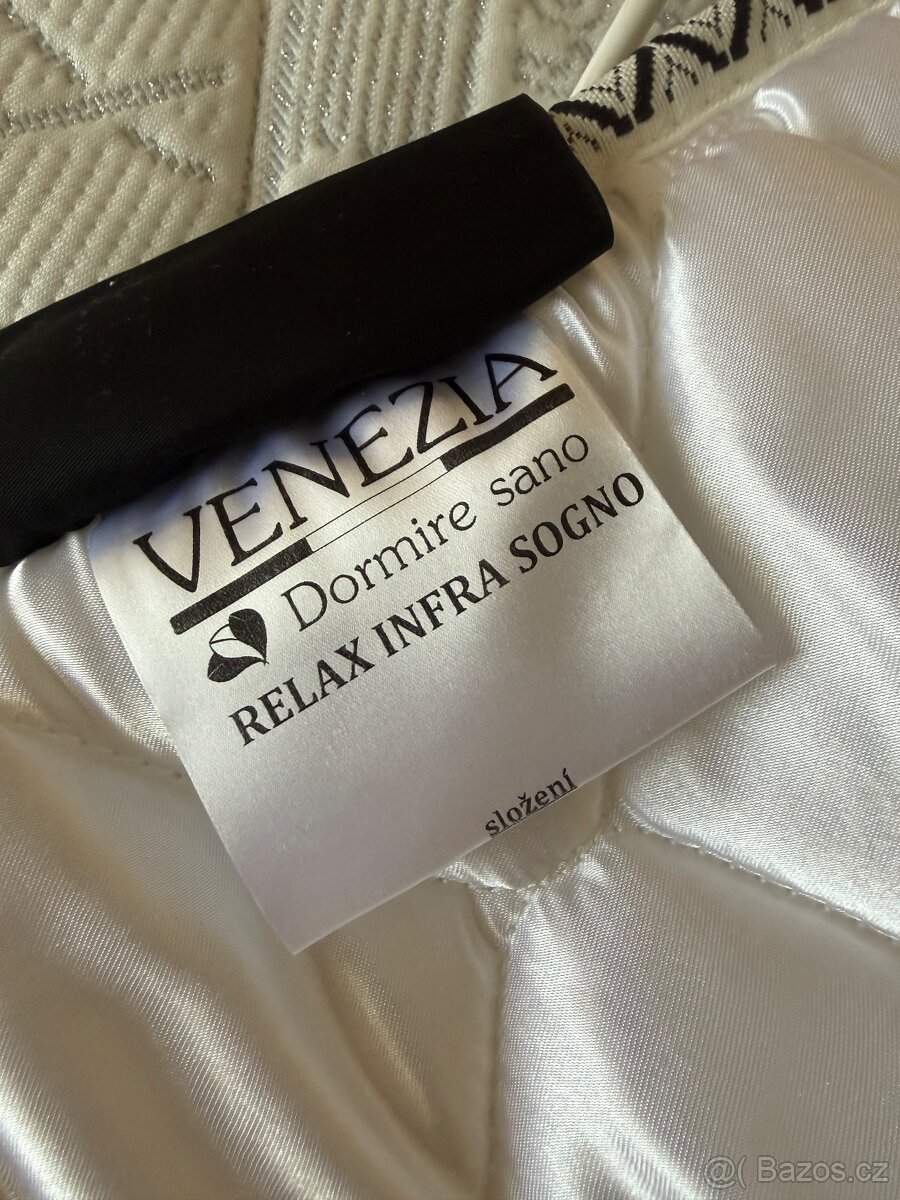 VENEZIA
Dormire sano
RELAX INFRA SOGNO
složení
@( Bazos.cz